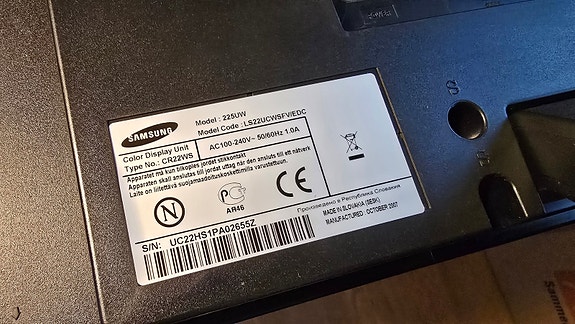 Model : 225UW
SAMSUNG
Model Code : LS22UCWSFV/EDC
Color Display Unit
Type No. : CR22WS
AC100-240V~ 50/60Hz 1.0A
Apparatet må kun tilkoples jordet stikkontakt
Apparaten skall anslutas till jordat uttag när den ansluts till ett nätverk
Laite on liitettävä suojamaadoituskoskettimilla varustettuun
N
АЯ46
CE
Произведено в Республика Словакия
MADE IN SLOVAKIA (SESK)
MANUFACTURED : OCTOBER 2007
S/N: UC22HS1PA02655Z